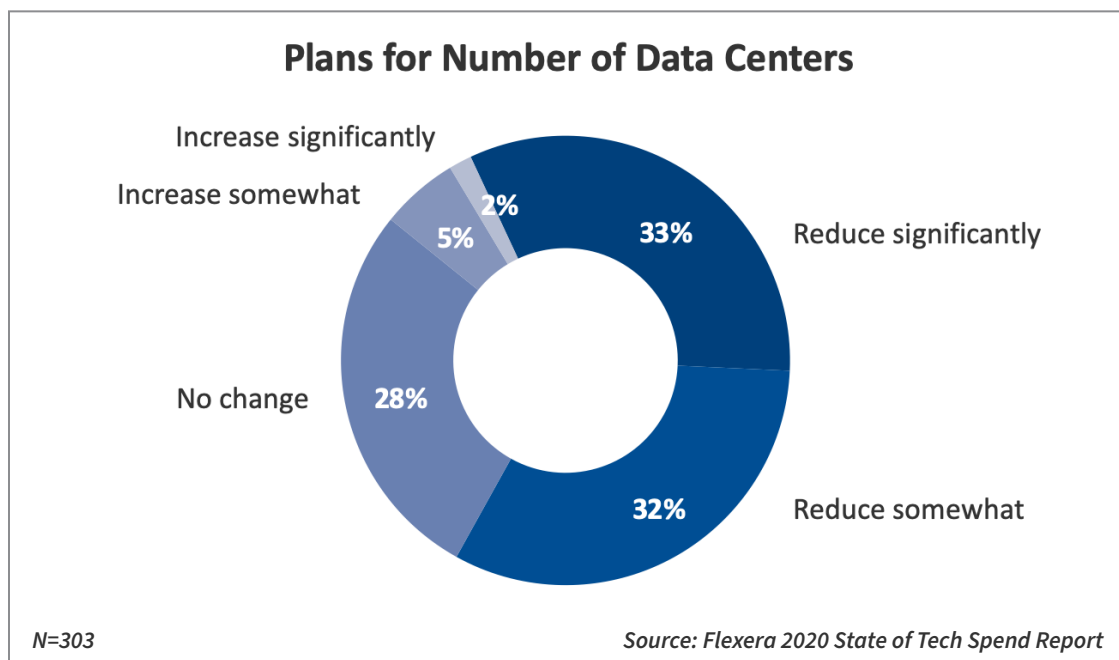 Plans for Number of Data Centers
Increase significantly
Increase somewhat
2%
5%
33%
Reduce significantly
No change
28%
32%
Reduce somewhat
N=303
Source: Flexera 2020 State of Tech Spend Report